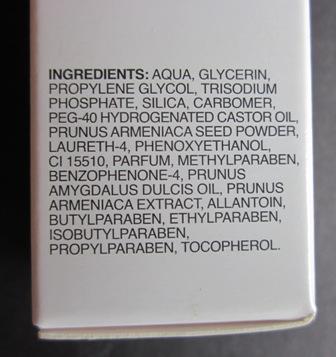 INGREDIENTS: AQUA, GLYCERIN,
PROPYLENE GLYCOL, TRISODIUM
PHOSPHATE, SILICA, CARBOMER,
PEG-40 HYDROGENATED CASTOR OIL,
PRUNUS ARMENIACA SEED POWDER,
LAURETH-4, PHENOXYETHANOL,
CI 15510, PARFUM, METHYLPARABEN,
BENZOPHENONE-4, PRUNUS
AMYGDALUS DULCIS OIL, PRUNUS
ARMENIACA EXTRACT, ALLANTOIN,
BUTYLPARABEN, ETHYLPARABEN,
ISOBUTYLPARABEN,
PROPYLPARABEN, TOCOPHEROL.